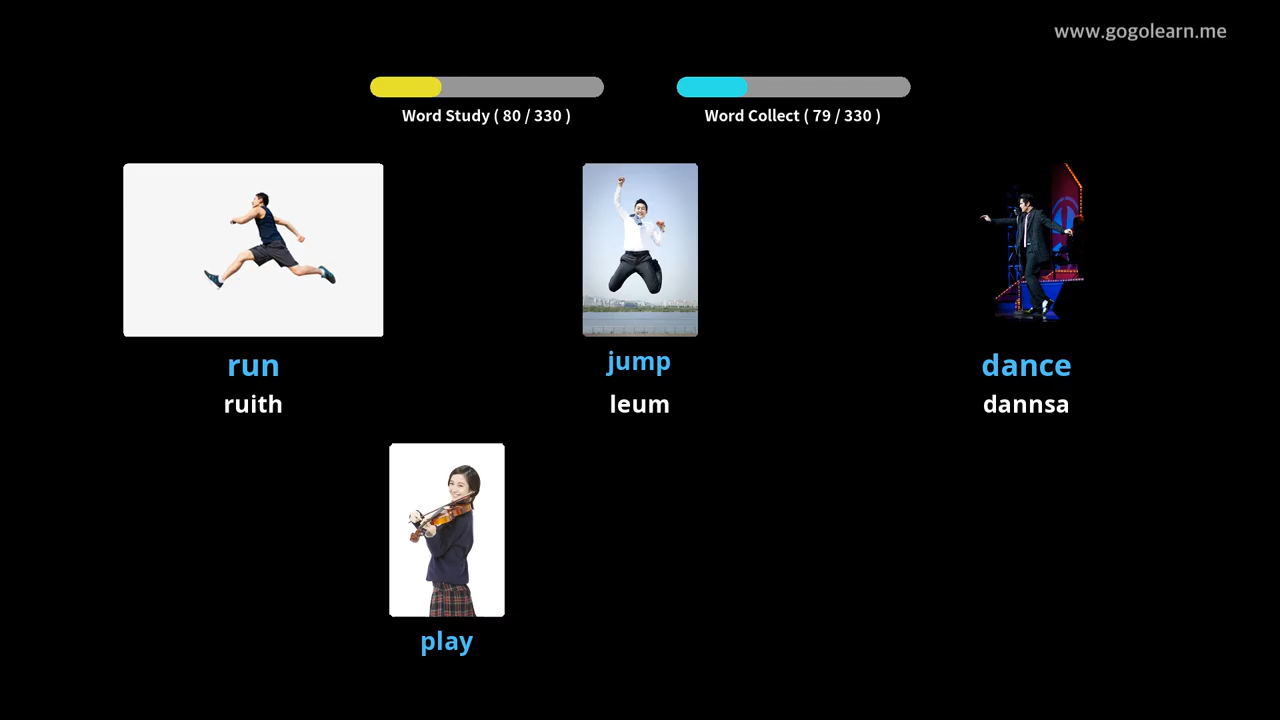 www.gogolearn.me
Word Study ( 80 / 330 )
Word Collect ( 79 / 330 )
run
jump
dance
ruith
leum
dannsa
play